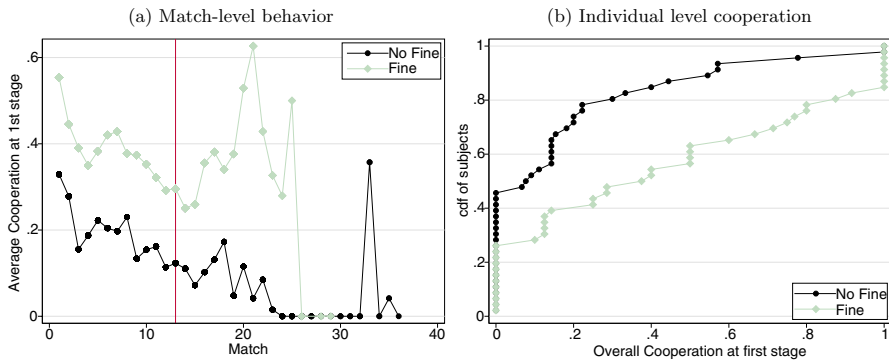 (a) Match-level behavior
Average Cooperation at 1st stage
.6
.4
.2
0
0
10
20
30
40
Match
No Fine
Fine
(b) Individual level cooperation
cdf of subjects
1
.8
.6
.4
.2
0
0
.2
.4
.6
.8
1
Overall Cooperation at first stage
No Fine
Fine